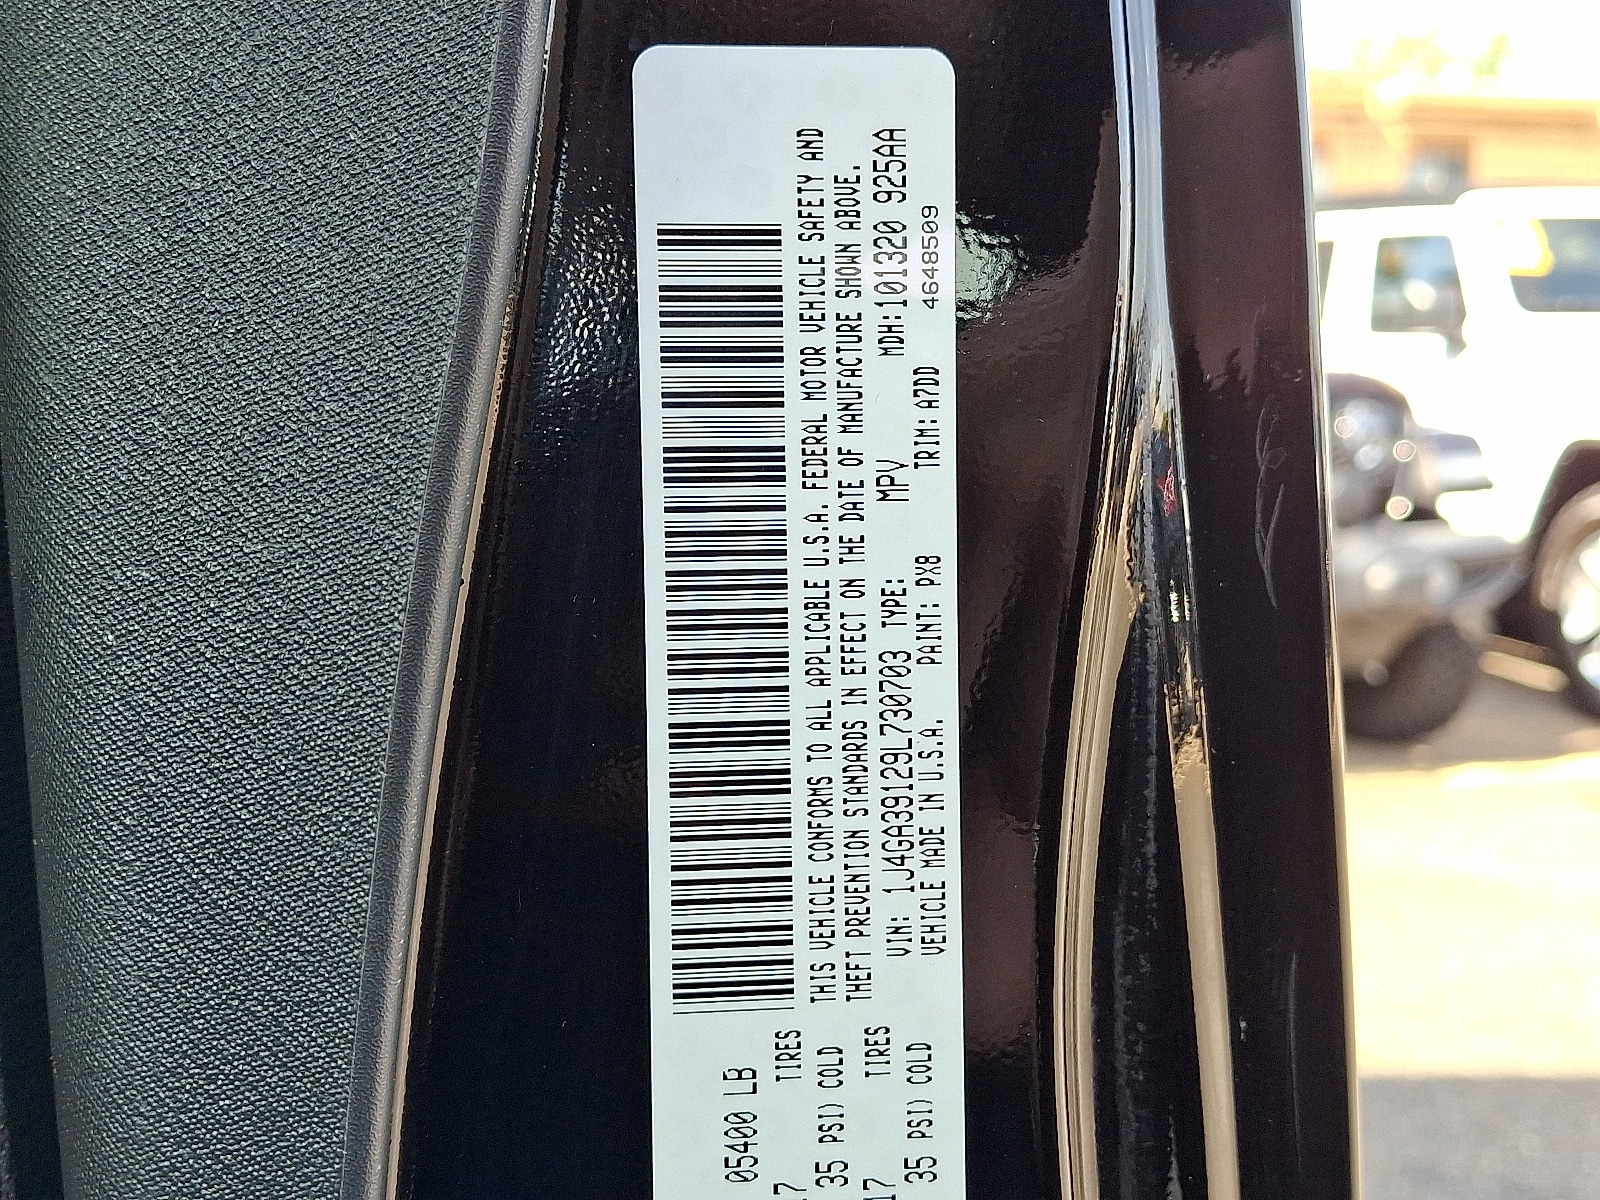 05400 LB
17 TIRES
35 PSI) COLD
17 TIRES
35 PSI) COLD
THIS VEHICLE CONFORMS TO ALL APPLICABLE U.S.A. FEDERAL MOTOR VEHICLE SAFETY AND
THEFT PREVENTION STANDARDS IN EFFECT ON THE DATE OF MANUFACTURE SHOWN ABOVE.
VIN: 1J4GA39129L730703 TYPE: MPV MDH:101320 925AA
VEHICLE MADE IN U.S.A. PAINT: PX8 TRIM: A7DD 4648509